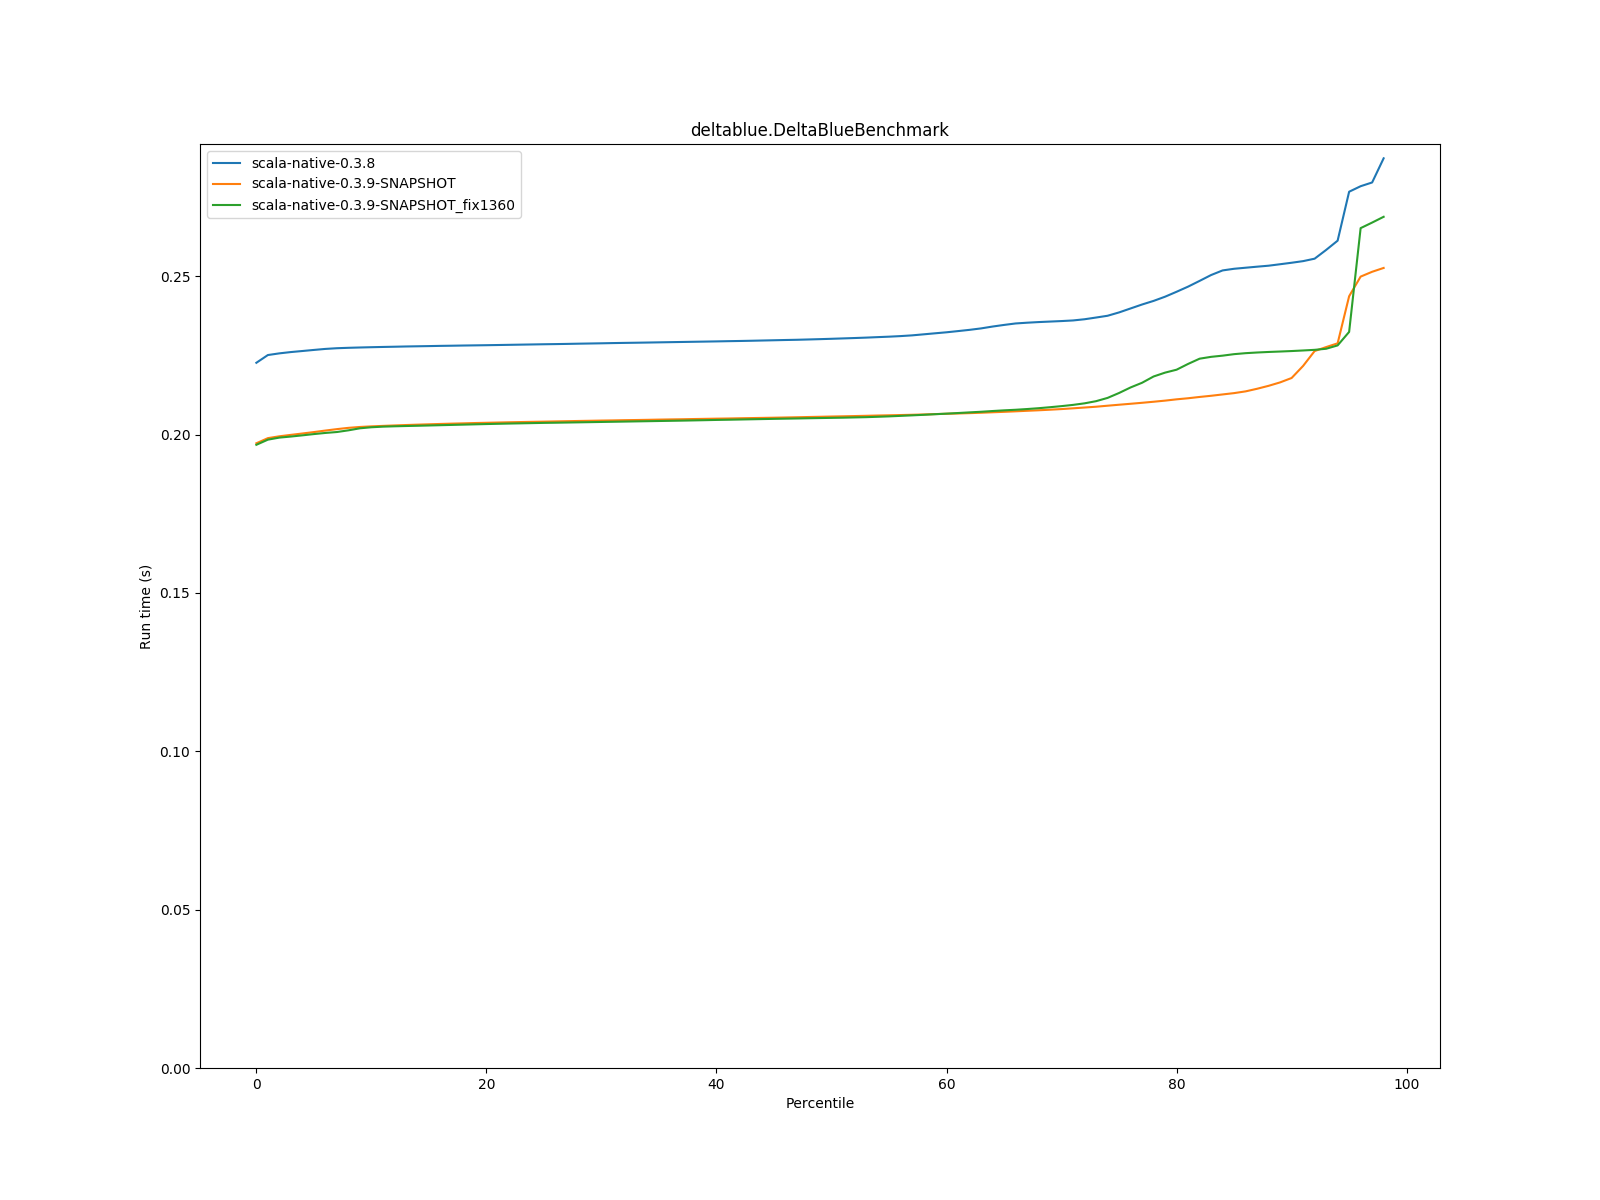 deltablue.DeltaBlueBenchmark
scala-native-0.3.8
scala-native-0.3.9-SNAPSHOT
scala-native-0.3.9-SNAPSHOT_fix1360
0.25
0.20
0.15
0.10
0.05
0.00
Run time (s)
0 20 40 60 80 100
Percentile